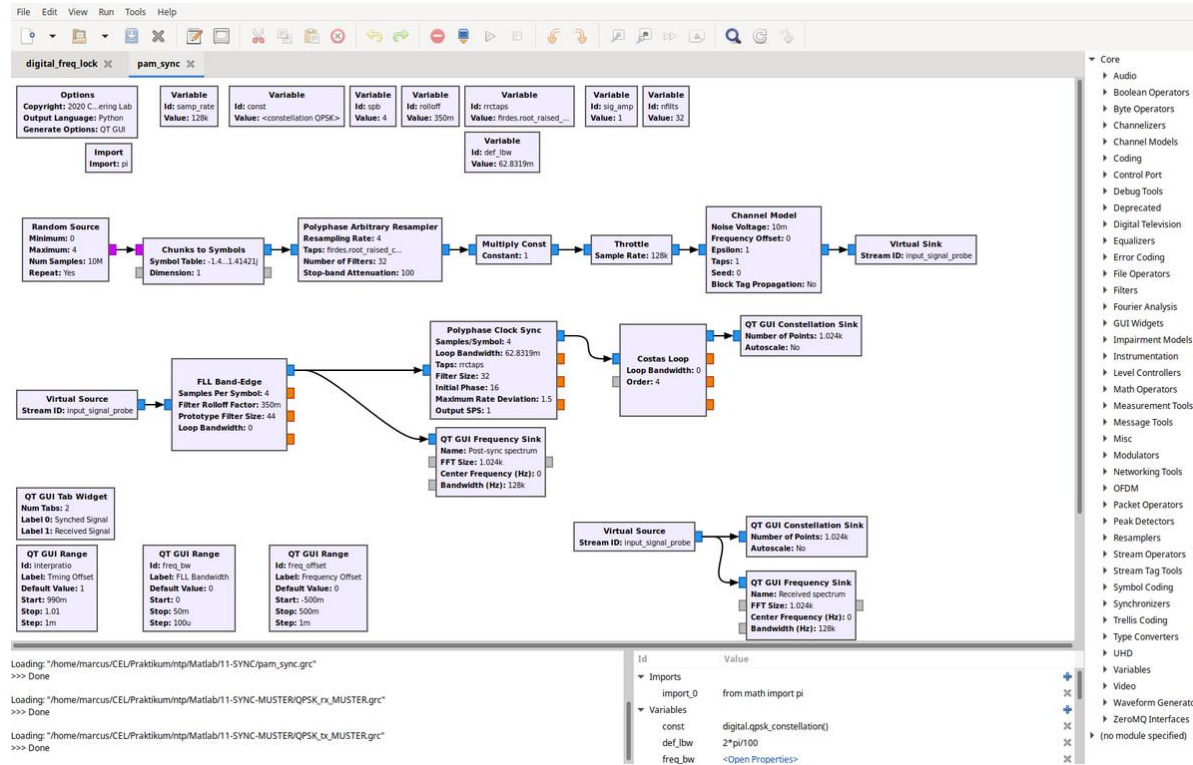 File Edit View Run Tools Help
digital_freq_lock
pam_sync
Options
Copyright: 2020 C...ering Lab
Output Language: Python
Generate Options: QT GUI
Variable
Id: samp_rate
Value: 128k
Variable
Id: const
Value: <constellation QPSK>
Variable
Id: spb
Value: 4
Variable
Id: rolloff
Value: 350m
Variable
Id: rrctaps
Value: firdes.root_raised_...
Variable
Id: sig_amp
Value: 1
Variable
Id: nfilts
Value: 32
Import
Import: pi
Variable
Id: def_lbw
Value: 62.8319m
Random Source
Minimum: 0
Maximum: 4
Num Samples: 10M
Repeat: Yes
Chunks to Symbols
Symbol Table: -1.4...1.41421j
Dimension: 1
Polyphase Arbitrary Resampler
Resampling Rate: 4
Taps: firdes.root_raised_c...
Number of Filters: 32
Stop-band Attenuation: 100
Multiply Const
Constant: 1
Throttle
Sample Rate: 128k
Channel Model
Noise Voltage: 10m
Frequency Offset: 0
Epsilon: 1
Taps: 1
Seed: 0
Block Tag Propagation: No
Virtual Sink
Stream ID: input_signal_probe
Virtual Source
Stream ID: input_signal_probe
FLL Band-Edge
Samples Per Symbol: 4
Filter Rolloff Factor: 350m
Prototype Filter Size: 44
Loop Bandwidth: 0
Polyphase Clock Sync
Samples/Symbol: 4
Loop Bandwidth: 62.8319m
Taps: rrctaps
Filter Size: 32
Initial Phase: 16
Maximum Rate Deviation: 1.5
Output SPS: 1
Costas Loop
Loop Bandwidth: 0
Order: 4
QT GUI Constellation Sink
Number of Points: 1.024k
Autoscale: No
QT GUI Frequency Sink
Name: Post-sync spectrum
FFT Size: 1.024k
Center Frequency (Hz): 0
Bandwidth (Hz): 128k
QT GUI Tab Widget
Num Tabs: 2
Label 0: Synched Signal
Label 1: Received Signal
QT GUI Range
Id: interpratio
Label: Tming Offset
Default Value: 1
Start: 990m
Stop: 1.01
Step: 1m
QT GUI Range
Id: freq_bw
Label: FLL Bandwidth
Default Value: 0
Start: 0
Stop: 50m
Step: 100u
QT GUI Range
Id: freq_offset
Label: Frequency Offset
Default Value: 0
Start: -500m
Stop: 500m
Step: 1m
Virtual Source
Stream ID: input_signal_probe
QT GUI Constellation Sink
Number of Points: 1.024k
Autoscale: No
QT GUI Frequency Sink
Name: Received spectrum
FFT Size: 1.024k
Center Frequency (Hz): 0
Bandwidth (Hz): 128k
Loading: "/home/marcus/CEL/Praktikum/ntp/Matlab/11-SYNC/pam_sync.grc"
>>> Done
Loading: "/home/marcus/CEL/Praktikum/ntp/Matlab/11-SYNC-MUSTER/QPSK_rx_MUSTER.grc"
>>> Done
Loading: "/home/marcus/CEL/Praktikum/ntp/Matlab/11-SYNC-MUSTER/QPSK_tx_MUSTER.grc"
>>> Done
Id Value
Imports
import_0 from math import pi
Variables
const digital.qpsk_constellation()
def_lbw 2*pi/100
freq_bw <Open Properties>
Core
Audio
Boolean Operators
Byte Operators
Channelizers
Channel Models
Coding
Control Port
Debug Tools
Deprecated
Digital Television
Equalizers
Error Coding
File Operators
Filters
Fourier Analysis
GUI Widgets
Impairment Models
Instrumentation
Level Controllers
Math Operators
Measurement Tools
Message Tools
Misc
Modulators
Networking Tools
OFDM
Packet Operators
Peak Detectors
Resamplers
Stream Operators
Stream Tag Tools
Symbol Coding
Synchronizers
Trellis Coding
Type Converters
UHD
Variables
Video
Waveform Generato
ZeroMQ Interfaces
(no module specified)